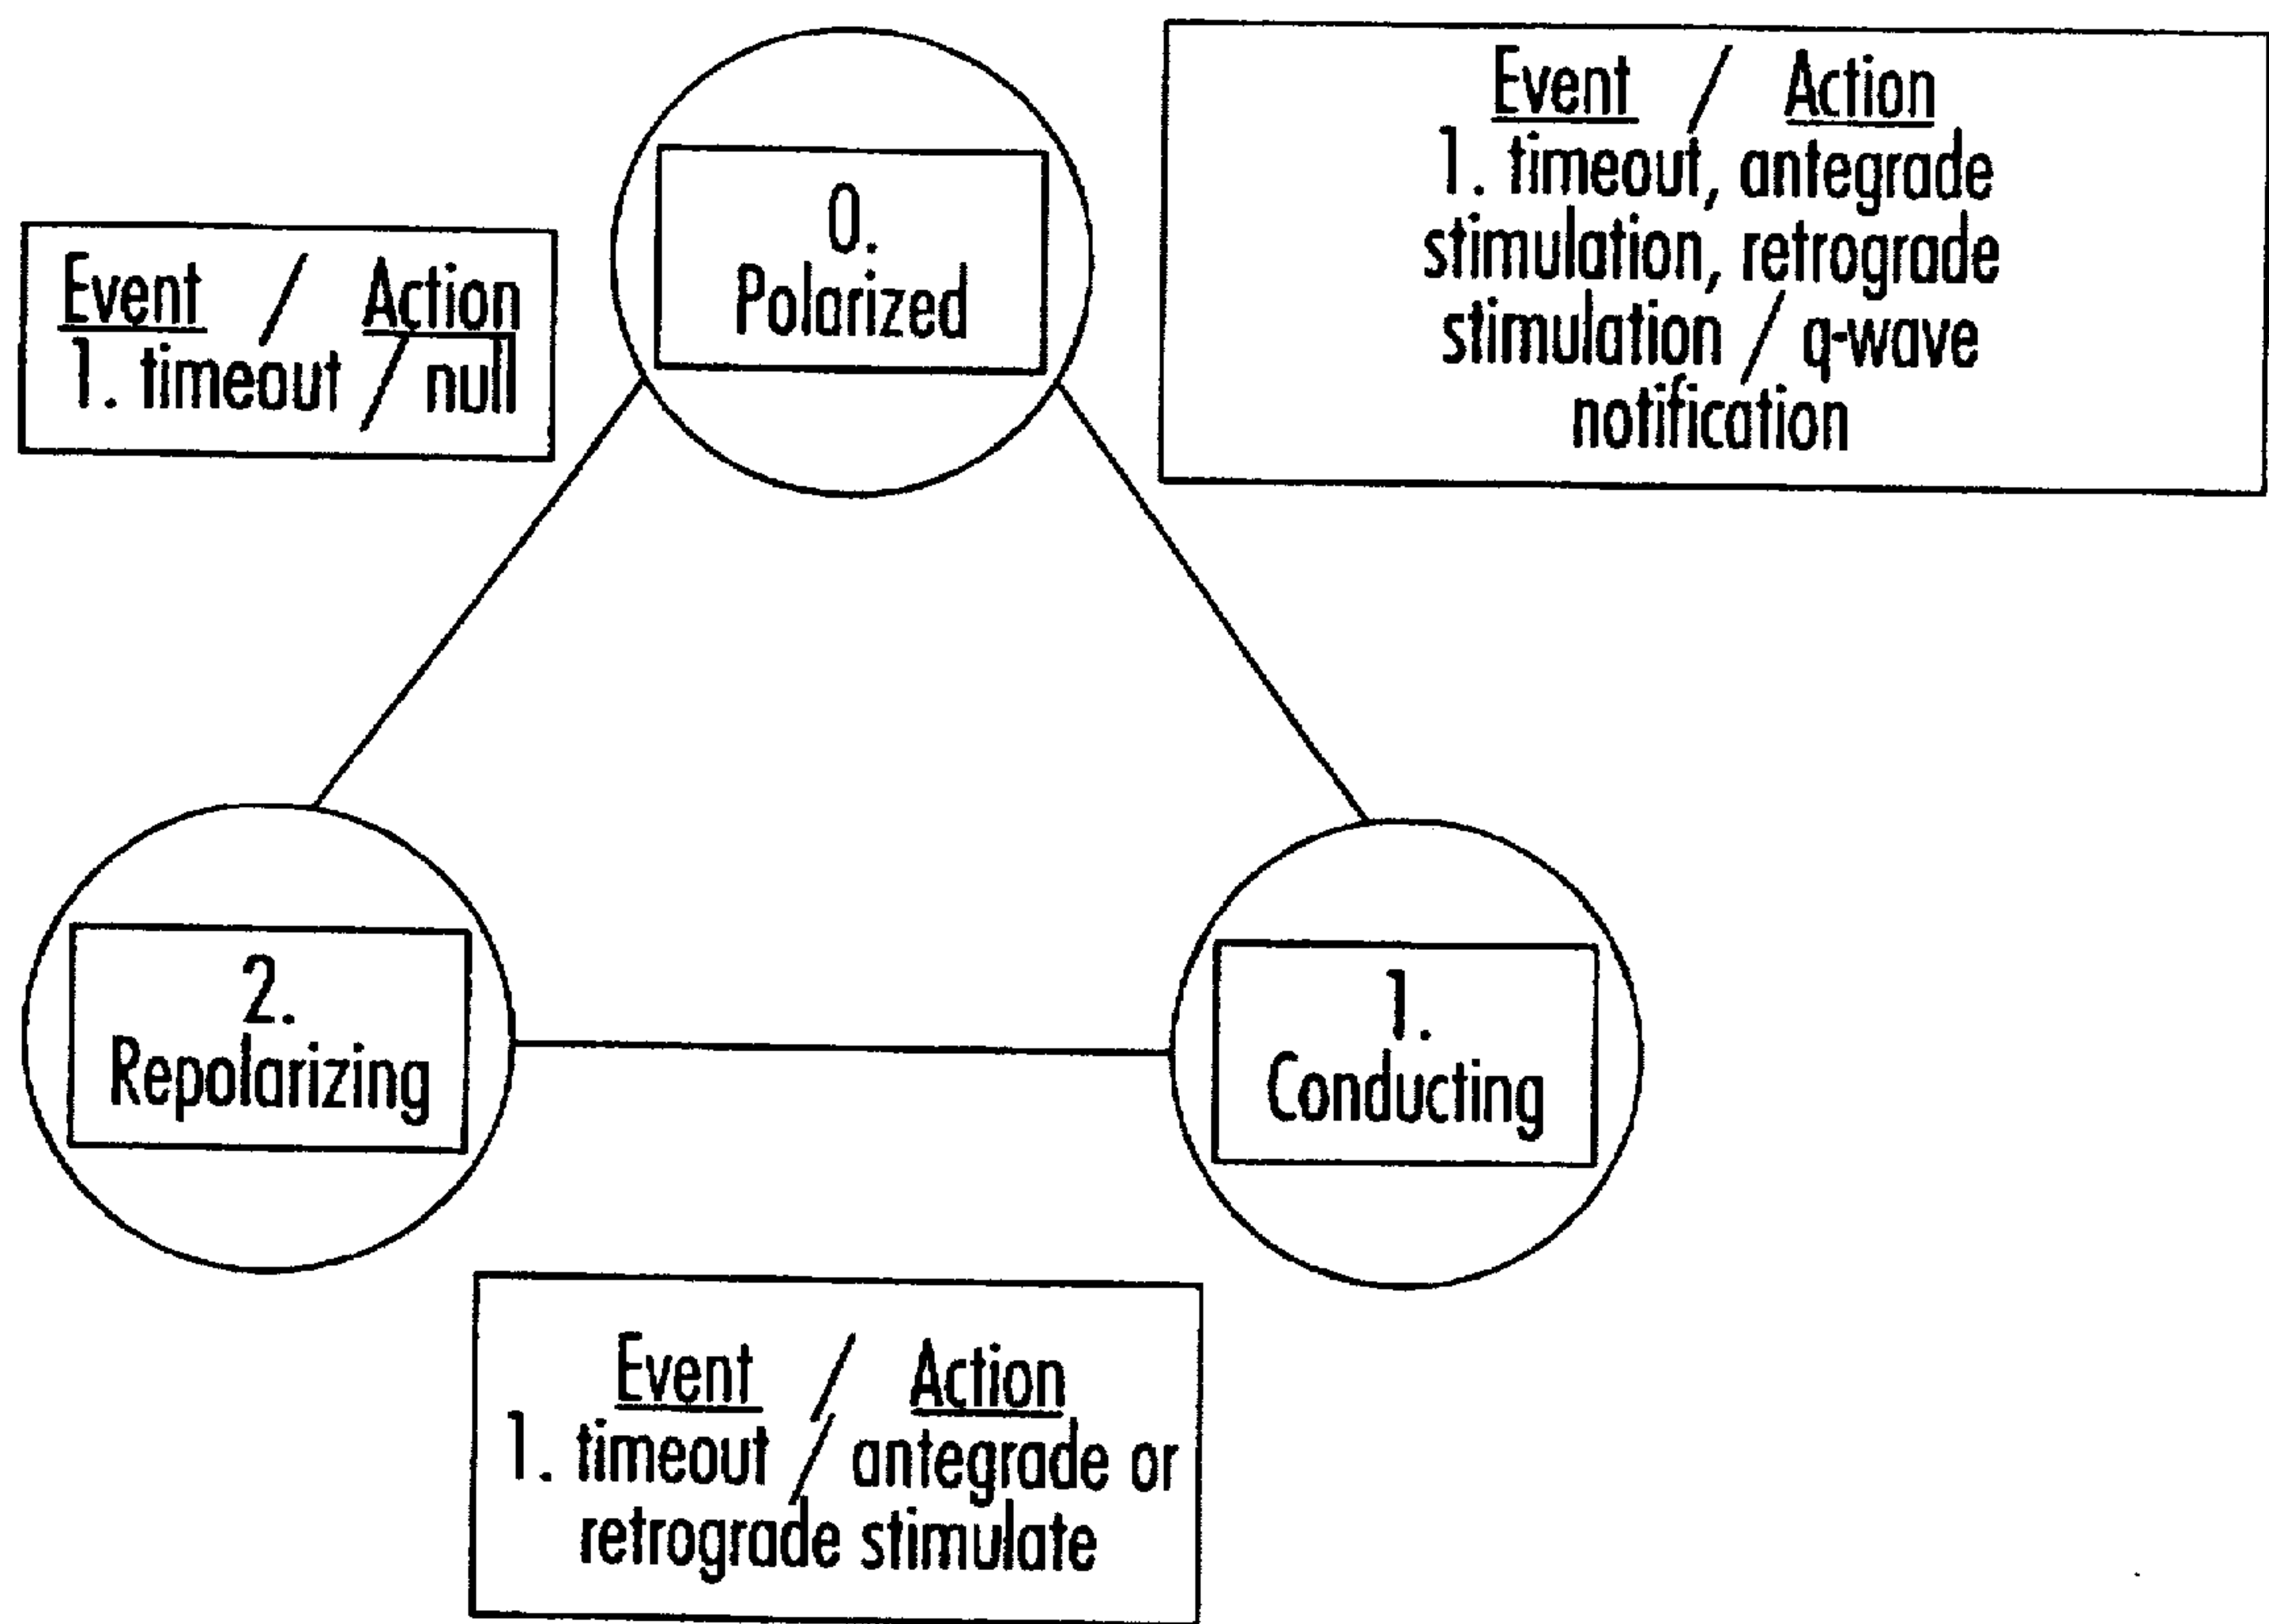 0.
Polarized
Event / Action
1. timeout, antegrade
stimulation, retrograde
stimulation / q-wave
notification
Event / Action
1. timeout / null
2.
Repolarizing
1.
Conducting
Event / Action
1. timeout / antegrade or
retrograde stimulate